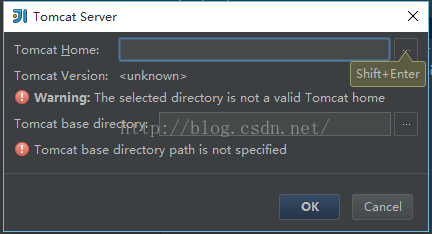 Tomcat Server
Tomcat Home:
...
Shift+Enter
Tomcat Version: <unknown>
Warning: The selected directory is not a valid Tomcat home
Tomcat base directory:
...
http://blog.csdn.net/
Tomcat base directory path is not specified
OK
Cancel